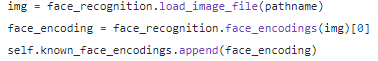 img = face_recognition.load_image_file(pathname)
face_encoding = face_recognition.face_encodings(img)[0]
self.known_face_encodings.append(face_encoding)